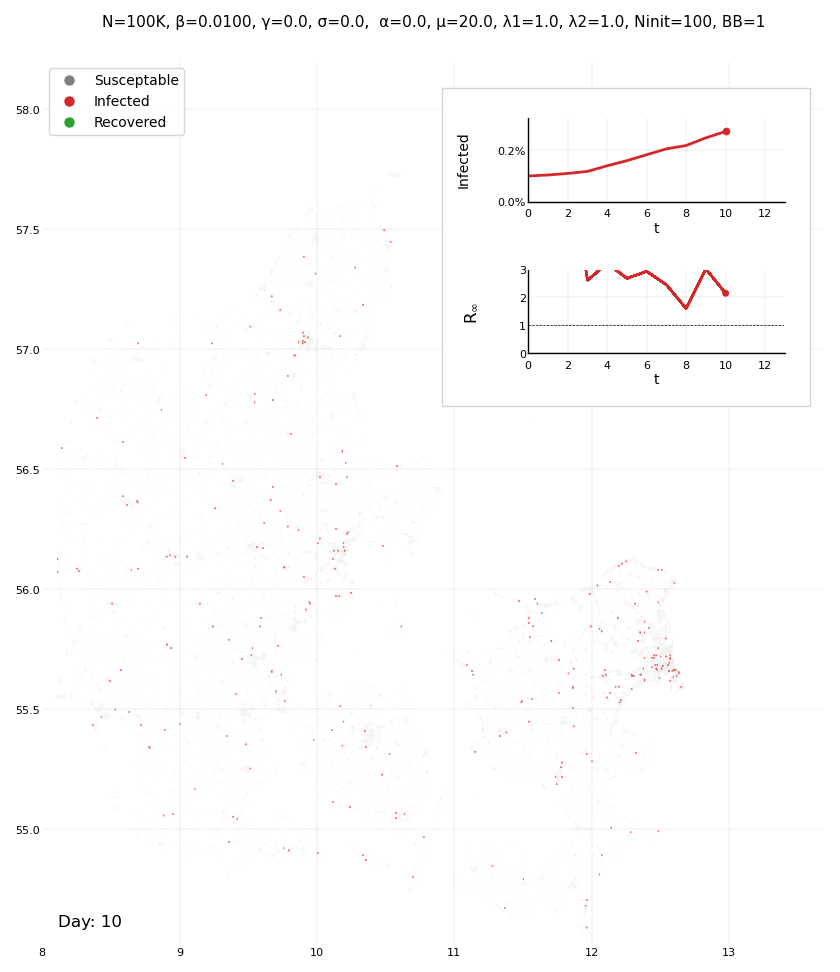 N=100K, β=0.0100, γ=0.0, σ=0.0,  α=0.0, μ=20.0, λ1=1.0, λ2=1.0, Ninit=100, BB=1
Susceptable
Infected
Recovered
58.0
57.5
57.0
56.5
56.0
55.5
55.0
8 9 10 11 12 13
Day: 10
Infected
0.2%
0.0%
0 2 4 6 8 10 12
t
R∞
3
2
1
0
0 2 4 6 8 10 12
t